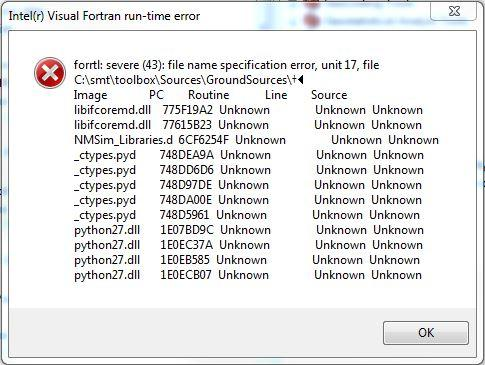 Intel(r) Visual Fortran run-time error
forrtl: severe (43): file name specification error, unit 17, file
C:\smt\toolbox\Sources\GroundSources\
Image PC Routine Line Source
libifcoremd.dll 775F19A2 Unknown Unknown Unknown
libifcoremd.dll 77615B23 Unknown Unknown Unknown
NMSim_Libraries.d 6CF6254F Unknown Unknown Unknown
_ctypes.pyd 748DEA9A Unknown Unknown Unknown
_ctypes.pyd 748DD6D6 Unknown Unknown Unknown
_ctypes.pyd 748D97DE Unknown Unknown Unknown
_ctypes.pyd 748DA00E Unknown Unknown Unknown
_ctypes.pyd 748D5961 Unknown Unknown Unknown
python27.dll 1E07BD9C Unknown Unknown Unknown
python27.dll 1E0EC37A Unknown Unknown Unknown
python27.dll 1E0EB585 Unknown Unknown Unknown
python27.dll 1E0ECB07 Unknown Unknown Unknown
OK